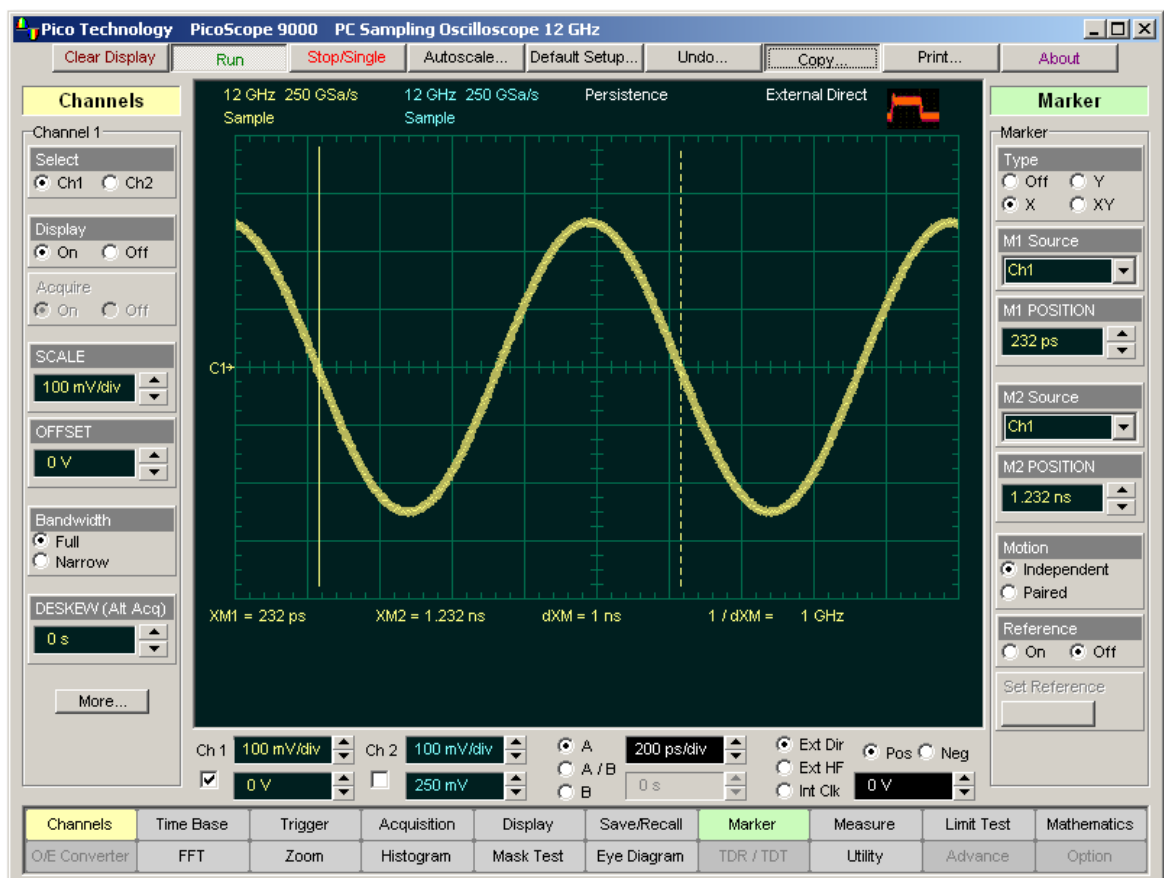 Pico Technology PicoScope 9000 PC Sampling Oscilloscope 12 GHz
Clear Display Run Stop/Single Autoscale... Default Setup... Undo... Copy... Print... About
Channels
Channel 1
Select
Ch1 Ch2
Display
On Off
Acquire
On Off
SCALE
100 mV/div
OFFSET
0 V
Bandwidth
Full
Narrow
DESKEW (Alt Acq)
0 s
More...
12 GHz 250 GSa/s 12 GHz 250 GSa/s Persistence External Direct
Sample Sample
C1
XM1 = 232 ps XM2 = 1.232 ns dXM = 1 ns 1 / dXM = 1 GHz
Marker
Marker
Type
Off Y
X XY
M1 Source
Ch1
M1 POSITION
232 ps
M2 Source
Ch1
M2 POSITION
1.232 ns
Motion
Independent
Paired
Reference
On Off
Set Reference
Ch 1 100 mV/div Ch 2 100 mV/div A 200 ps/div Ext Dir Pos Neg
A / B Ext HF
0 V 250 mV B 0 s Int Clk 0 V
Channels Time Base Trigger Acquisition Display Save/Recall Marker Measure Limit Test Mathematics
O/E Converter FFT Zoom Histogram Mask Test Eye Diagram TDR / TDT Utility Advance Option